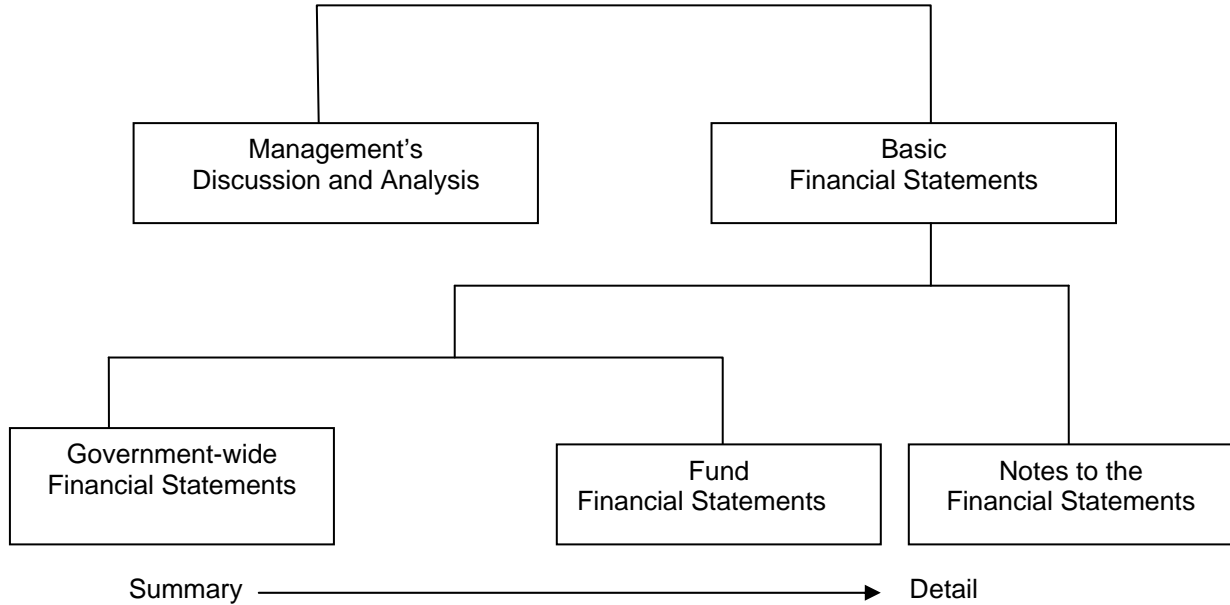 Management’s
Discussion and Analysis
Basic
Financial Statements
Government-wide
Financial Statements
Fund
Financial Statements
Notes to the
Financial Statements
Summary
Detail